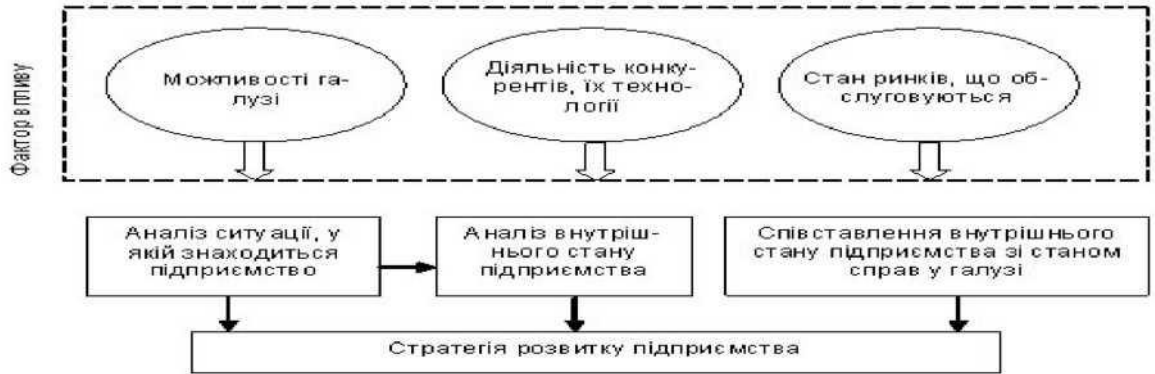 Фактор впливу
Можливості га-
лузі
Діяльність конку-
рентів, їх техно-
логії
Стан ринків, що об-
слуговуються
Аналіз ситуації, у
якій знаходиться
підприємство
Аналіз внутріш-
нього стану
підприємства
Співставлення внутрішнього
стану підприємства зі станом
справ у галузі
Стратегія розвитку підприємства